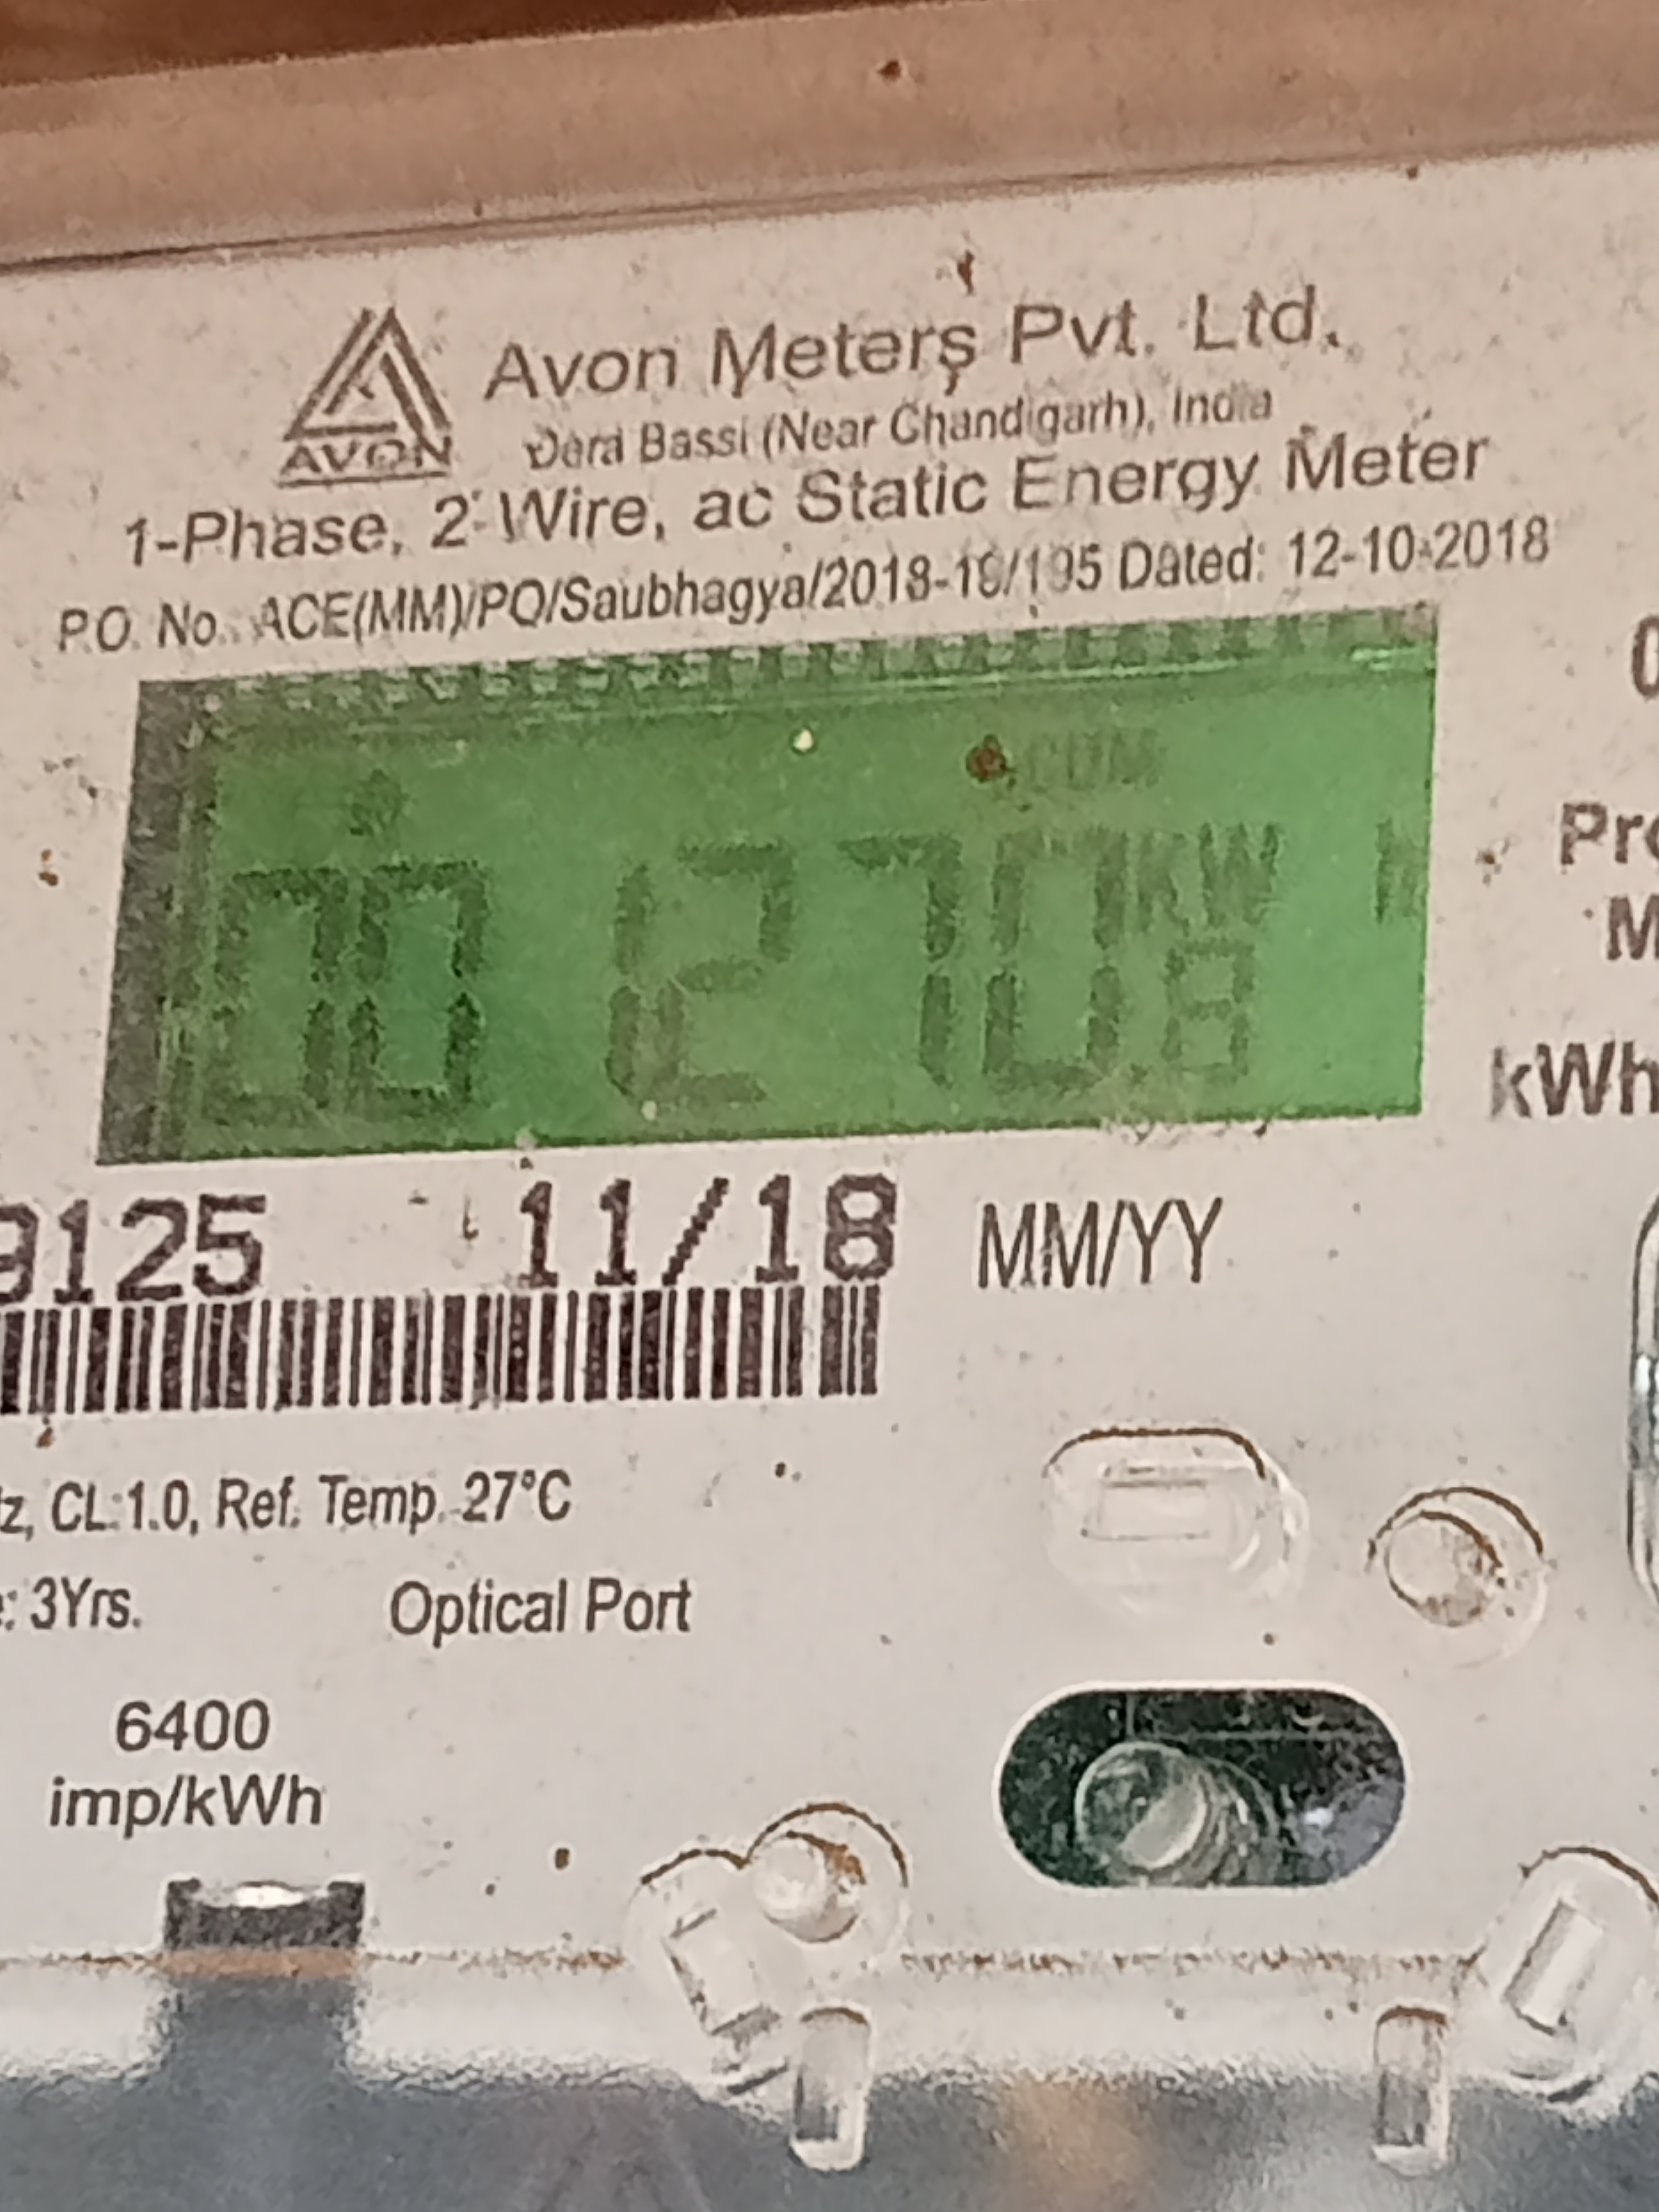 AVON
Avon Meters Pvt. Ltd.
Dera Bassi (Near Chandigarh), India
1-Phase, 2-Wire, ac Static Energy Meter
P.O. No. ACE(MM)/PO/Saubhagya/2018-19/195 Dated: 12-10-2018
CUM
KW H
kWh
9125 11/18 MM/YY
z, CL:1.0, Ref. Temp. 27°C
: 3Yrs.
Optical Port
6400
imp/kWh